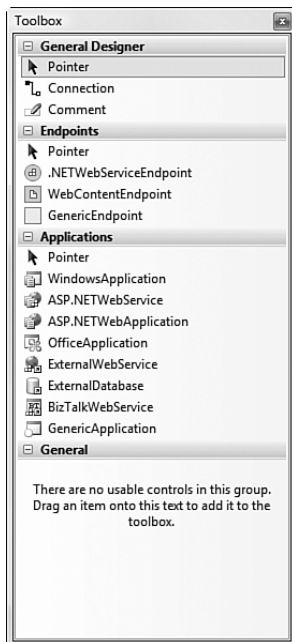 Toolbox
General Designer
Pointer
Connection
Comment
Endpoints
Pointer
.NETWebServiceEndpoint
WebContentEndpoint
GenericEndpoint
Applications
Pointer
WindowsApplication
ASP.NETWebService
ASP.NETWebApplication
OfficeApplication
ExternalWebService
ExternalDatabase
BizTalkWebService
GenericApplication
General
There are no usable controls in this group.
Drag an item onto this text to add it to the
toolbox.